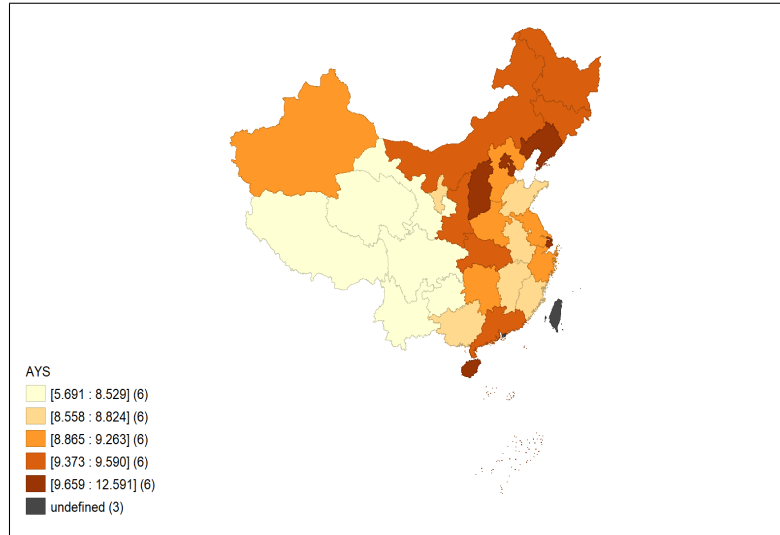 AYS
[5.691 : 8.529] (6)
[8.558 : 8.824] (6)
[8.865 : 9.263] (6)
[9.373 : 9.590] (6)
[9.659 : 12.591] (6)
undefined (3)